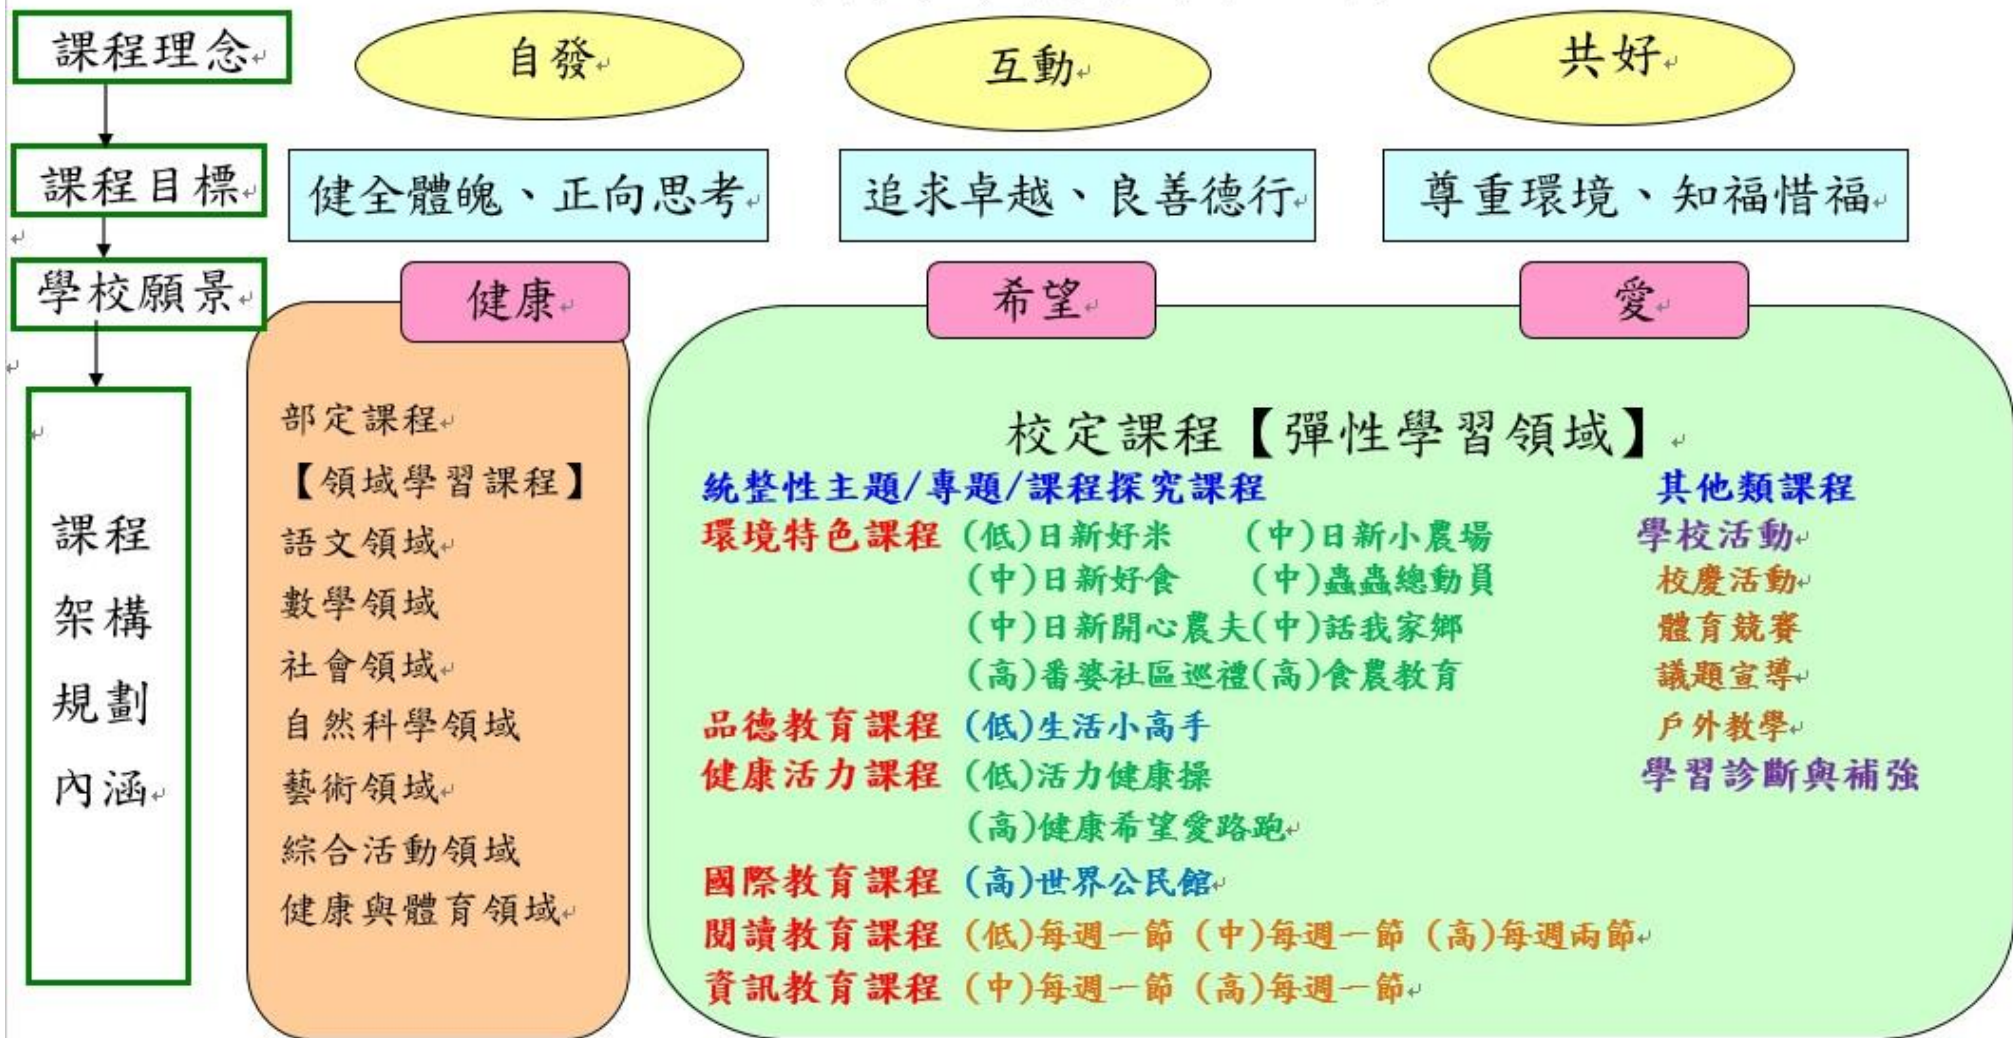 課程理念
自發
互動
共好
課程目標
健全體魄、正向思考
追求卓越、良善德行
尊重環境、知福惜福
學校願景
健康
希望
愛
課程
架構
規劃
內涵
部定課程
【領域學習課程】
語文領域
數學領域
社會領域
自然科學領域
藝術領域
綜合活動領域
健康與體育領域
校定課程【彈性學習領域】
統整性主題/專題/課程探究課程
環境特色課程 (低)日新好米 (中)日新小農場
(中)日新好食 (中)蟲蟲總動員
(中)日新開心農夫(中)話我家鄉
(高)番婆社區巡禮(高)食農教育
品德教育課程 (低)生活小高手
健康活力課程 (低)活力健康操
(高)健康希望愛路跑
國際教育課程 (高)世界公民館
閱讀教育課程 (低)每週一節 (中)每週一節 (高)每週兩節
資訊教育課程 (中)每週一節 (高)每週一節
其他類課程
學校活動
校慶活動
體育競賽
議題宣導
戶外教學
學習診斷與補強